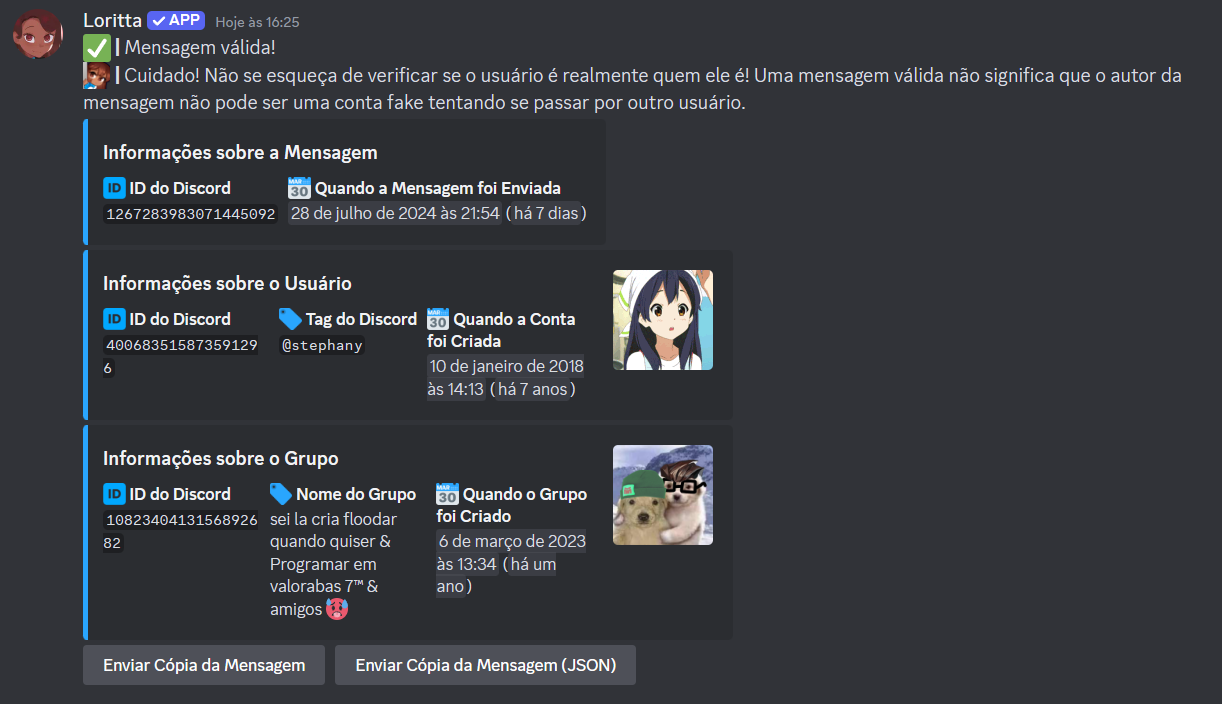 Loritta ✓ APP Hoje às 16:25
✅ | Mensagem válida!
| Cuidado! Não se esqueça de verificar se o usuário é realmente quem ele é! Uma mensagem válida não significa que o autor da
mensagem não pode ser uma conta fake tentando se passar por outro usuário.
Informações sobre a Mensagem
ID ID do Discord
1267283983071445092
MAR 30 Quando a Mensagem foi Enviada
28 de julho de 2024 às 21:54 (há 7 dias)
Informações sobre o Usuário
ID ID do Discord
40068351587359129
6
Tag do Discord
@stephany
MAR 30 Quando a Conta
foi Criada
10 de janeiro de 2018
às 14:13 (há 7 anos)
Informações sobre o Grupo
ID ID do Discord
10823404131568926
82
Nome do Grupo
sei la cria floodar
quando quiser &
Programar em
valorabas 7™ &
amigos 🥵
MAR 30 Quando o Grupo
foi Criado
6 de março de 2023
às 13:34 (há um
ano)
Enviar Cópia da Mensagem
Enviar Cópia da Mensagem (JSON)